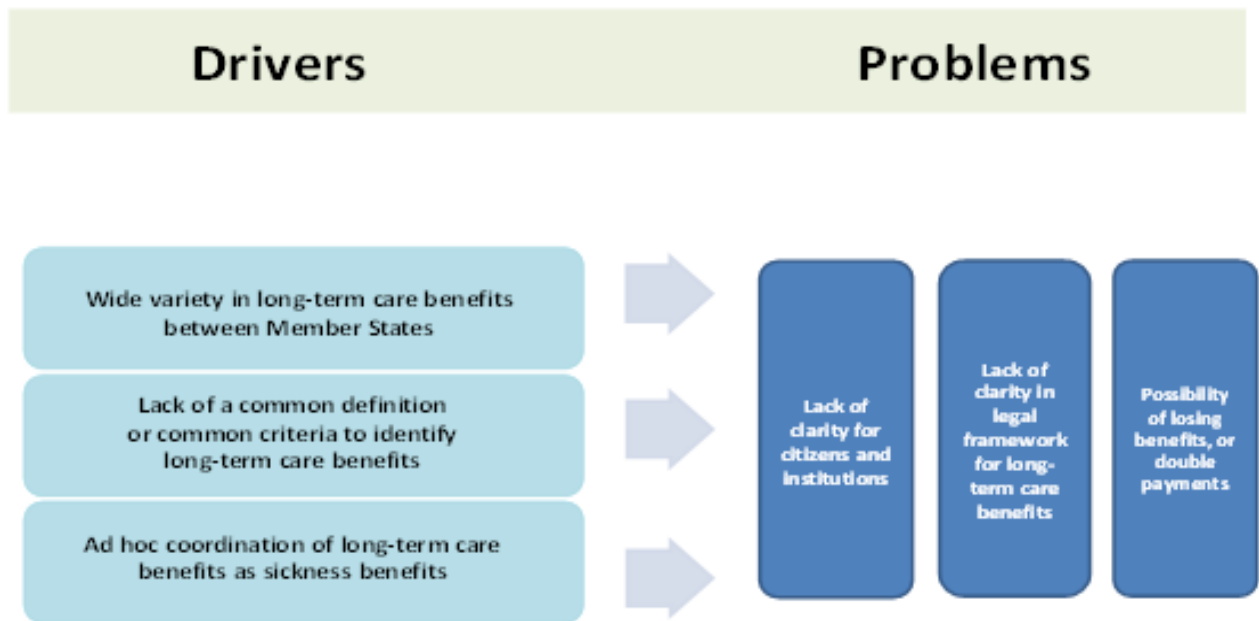 Drivers
Problems
Wide variety in long-term care benefits
between Member States
Lack of a common definition
or common criteria to identify
long-term care benefits
Ad hoc coordination of long-term care
benefits as sickness benefits
Lack of
clarity for
citizens and
institutions
Lack of
clarity in
legal
framework
for long-
term care
benefits
Possibility
of losing
benefits, or
double
payments